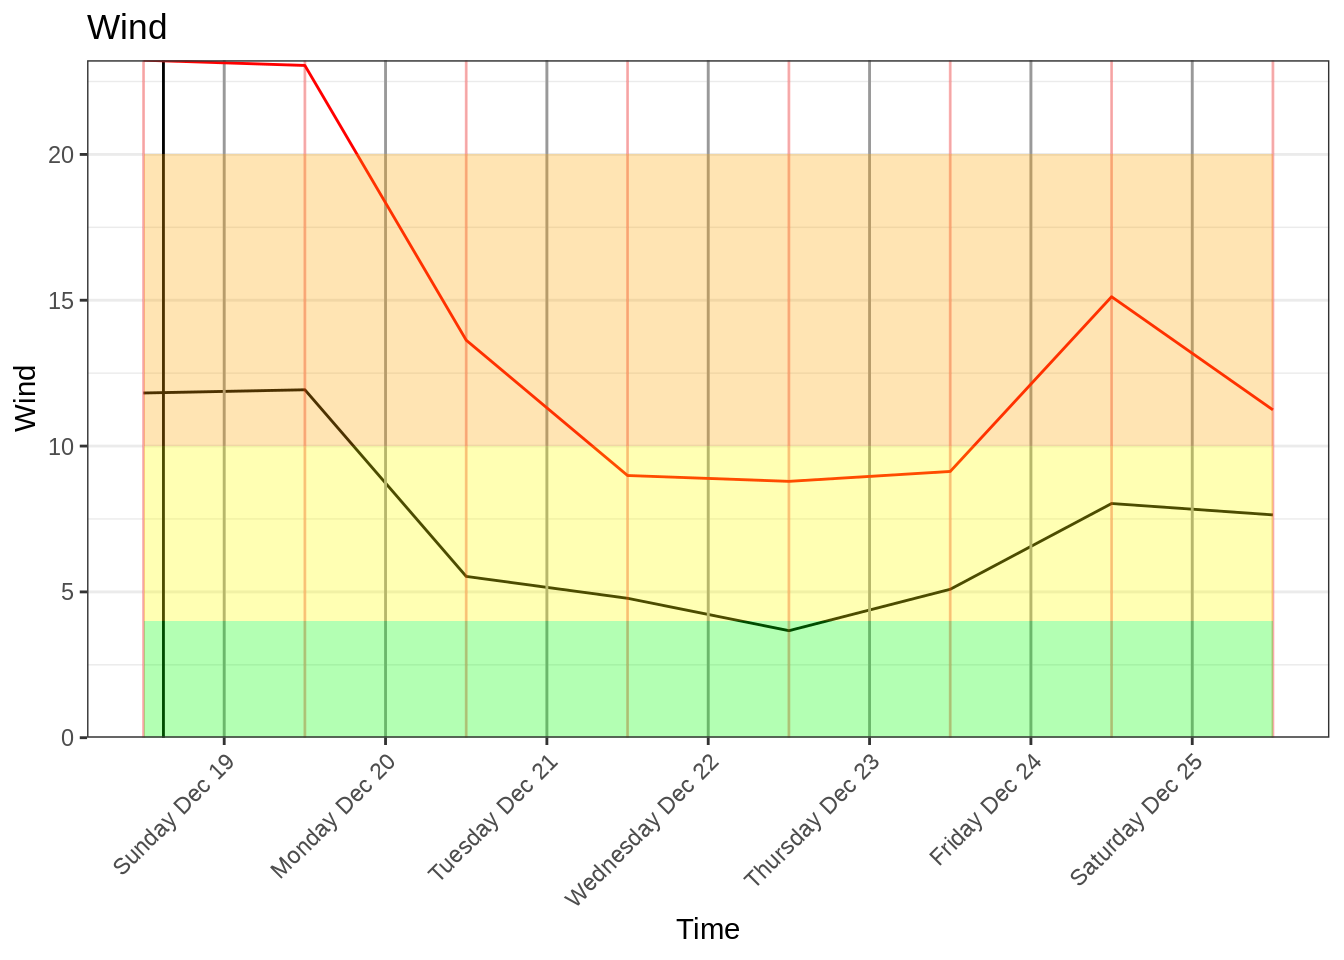 Wind
Wind
20
15
10
5
0
Sunday Dec 19
Monday Dec 20
Tuesday Dec 21
Wednesday Dec 22
Thursday Dec 23
Friday Dec 24
Saturday Dec 25
Time